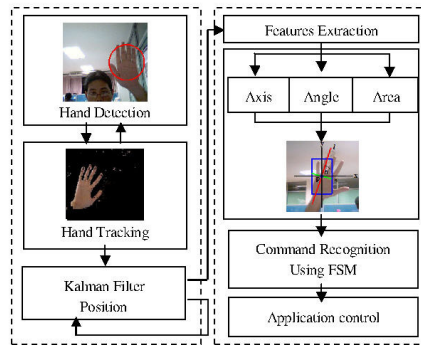 Hand Detection
Hand Tracking
Kalman Filter
Position
Features Extraction
Axis
Angle
Area
Command Recognition
Using FSM
Application control